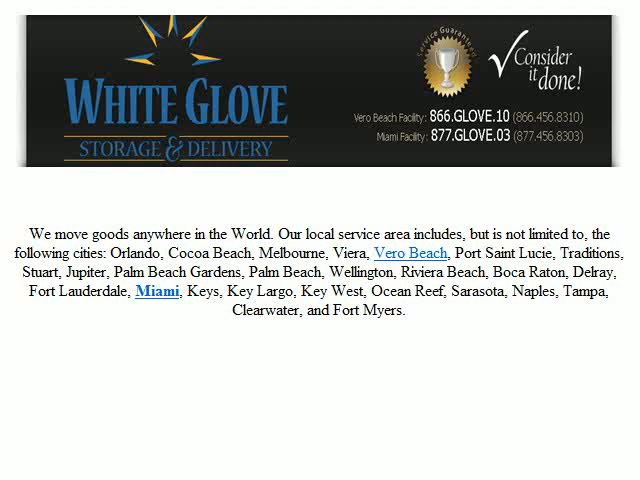 Service Guaranteed
Consider
it
done!
WHITE GLOVE
STORAGE & DELIVERY
Vero Beach Facility: 866.GLOVE.10 (866.456.8310)
Miami Facility: 877.GLOVE.03 (877.456.8303)
We move goods anywhere in the World. Our local service area includes, but is not limited to, the
following cities: Orlando, Cocoa Beach, Melbourne, Viera, Vero Beach, Port Saint Lucie, Traditions,
Stuart, Jupiter, Palm Beach Gardens, Palm Beach, Wellington, Riviera Beach, Boca Raton, Delray,
Fort Lauderdale, Miami, Keys, Key Largo, Key West, Ocean Reef, Sarasota, Naples, Tampa,
Clearwater, and Fort Myers.